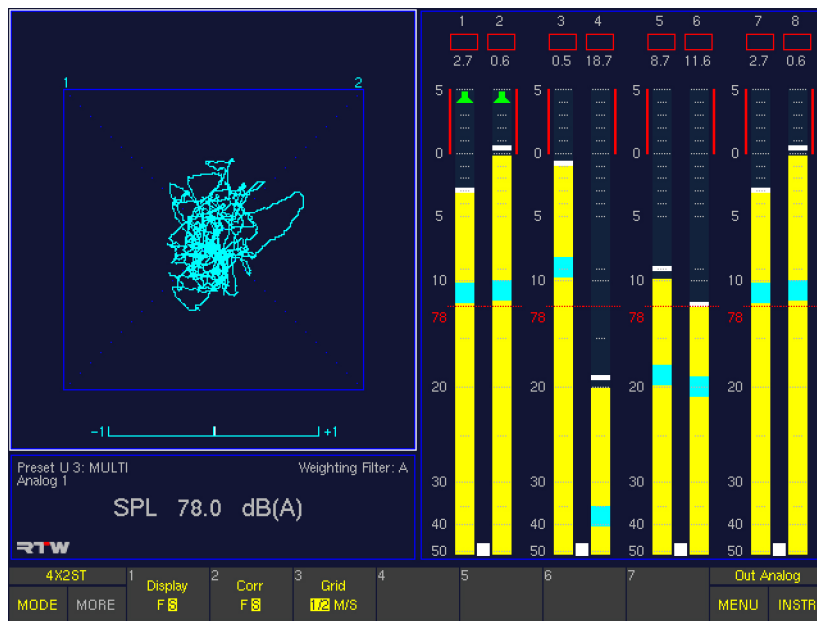 1 2 3 4 5 6 7 8
2.7 0.6 0.5 18.7 8.7 11.6 2.7 0.6
1 2
5 5 5 5
0 0 0 0
5 5 5 5
10 10 10 10
78 78 78 78
20 20 20 20
30 30 30 30
40 40 40 40
50 50 50 50
-1 +1
Preset U 3: MULTI Weighting Filter: A
Analog 1
SPL 78.0 dB(A)
RTW
4X2ST 1 Display 2 Corr 3 Grid 4 5 6 7 Out Analog
MODE MORE F S F S 1/2 M/S MENU INSTR